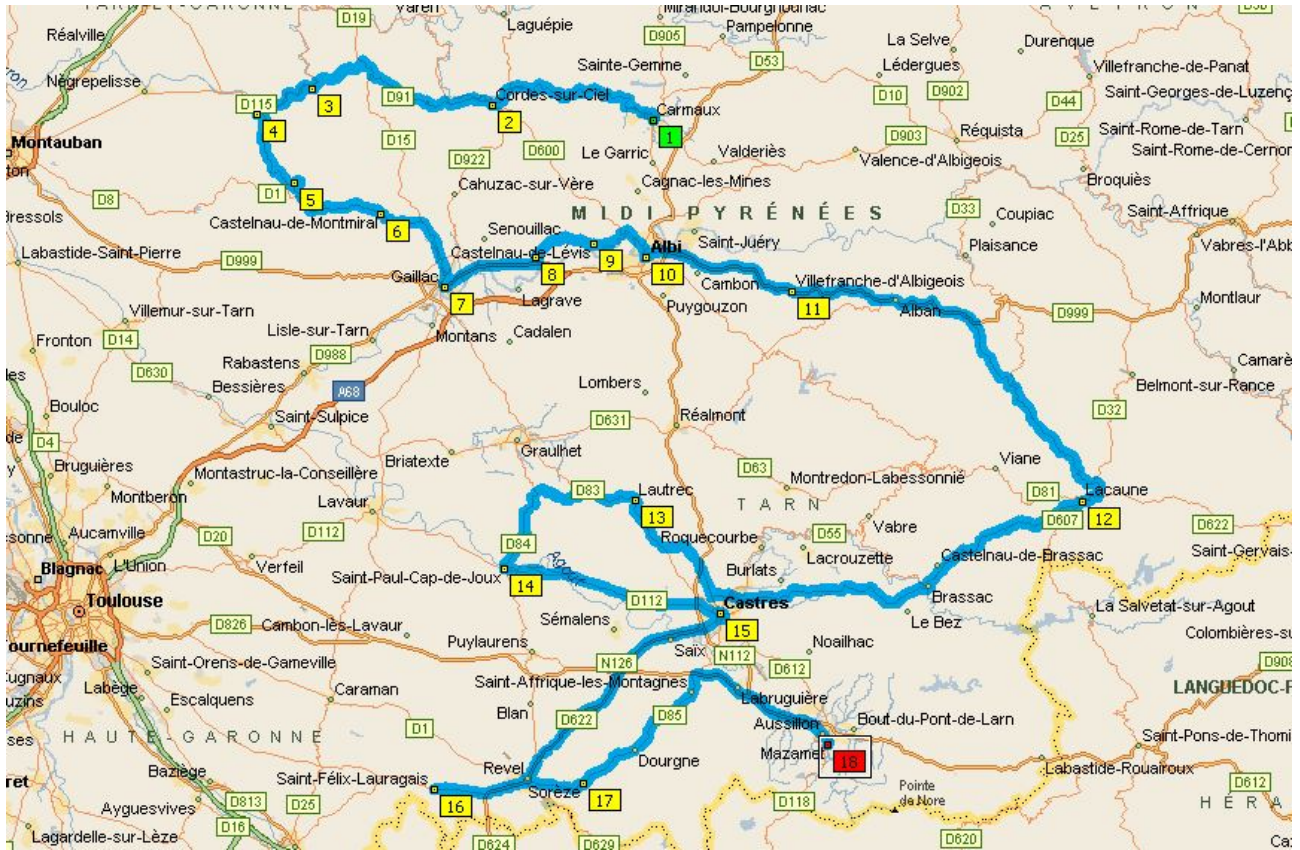 D19
Varen
Laguépie
D905
Pampelonne
D53
La Selve
Durenque
Réalville
Nègrepelisse
Sainte-Gemme
Lédergues
Villefranche-de-Panat
D10
D902
D44
Saint-Georges-de-Luzenç
D115
3
D91
Cordes-sur-Ciel
Carmaux
4
2
1
D15
D600
D903
Réquista
D25
Saint-Rome-de-Tarn
Saint-Rome-de-Cernon
Montauban
D922
Le Garric
Valderiès
Valence-d'Albigeois
Broquiès
D8
D1
5
Cahuzac-sur-Vère
Cagnac-les-Mines
Castelnau-de-Montmiral
6
MIDI PYRÉNÉES
D33
Coupiac
Saint-Affrique
Bressols
Labastide-Saint-Pierre
Senouillac
Castelnau-de-Lévis
Albi
Saint-Juéry
Plaisance
Vabres-l'Abb
D999
Gaillac
8
9
10
Cambon
Villefranche-d'Albigeois
7
Lagrave
Puygouzon
11
Alban
D999
Montlaur
Villemur-sur-Tarn
Lisle-sur-Tarn
Montans
Cadalen
D14
Fronton
D988
Rabastens
D630
Bessières
A68
Lombers
Belmont-sur-Rance
Camarè
Bouloc
Saint-Sulpice
D631
Réalmont
D32
D4
Graulhet
Bruguières
Montastruc-la-Conseillère
Briatexte
D63
Montredon-Labessonnié
Viane
Montberon
Lavaur
D83
Lautrec
13
TARN
D81
Lacaune
12
D607
D622
Aucamville
D20
D112
Roquecourbe
D55
Vabre
Lacrouzette
Castelnau-de-Brassac
Saint-Gervais-
Blagnac
L'Union
Verfeil
D84
Saint-Paul-Cap-de-Joux
14
Agout
Burlats
Brassac
Toulouse
D112
Castres
15
Le Bez
La Salvetat-sur-Agout
D826
Cambon-lès-Lavaur
Sémalens
Noailhac
Colombières-su
Tournefeuille
Puylaurens
Saïx
N112
D612
D908
Saint-Orens-de-Gameville
N126
Saint-Affrique-les-Montagnes
Labruguière
LANGUEDOC-R
Labège
Escalquens
Caraman
Blan
D622
D85
Aussillon
Bout-du-Pont-de-Larn
D1
Mazamet
18
Saint-Pons-de-Thomi
HAUTE-GARONNE
Dourgne
Labastide-Rouairoux
Baziège
Saint-Félix-Lauragais
Revel
Sorèze
16
17
Pointe
de Nore
D612
D813
D25
Ayguesvives
D118
HÉRA
D16
Lagardelle-sur-Lèze
D624
D629
D620